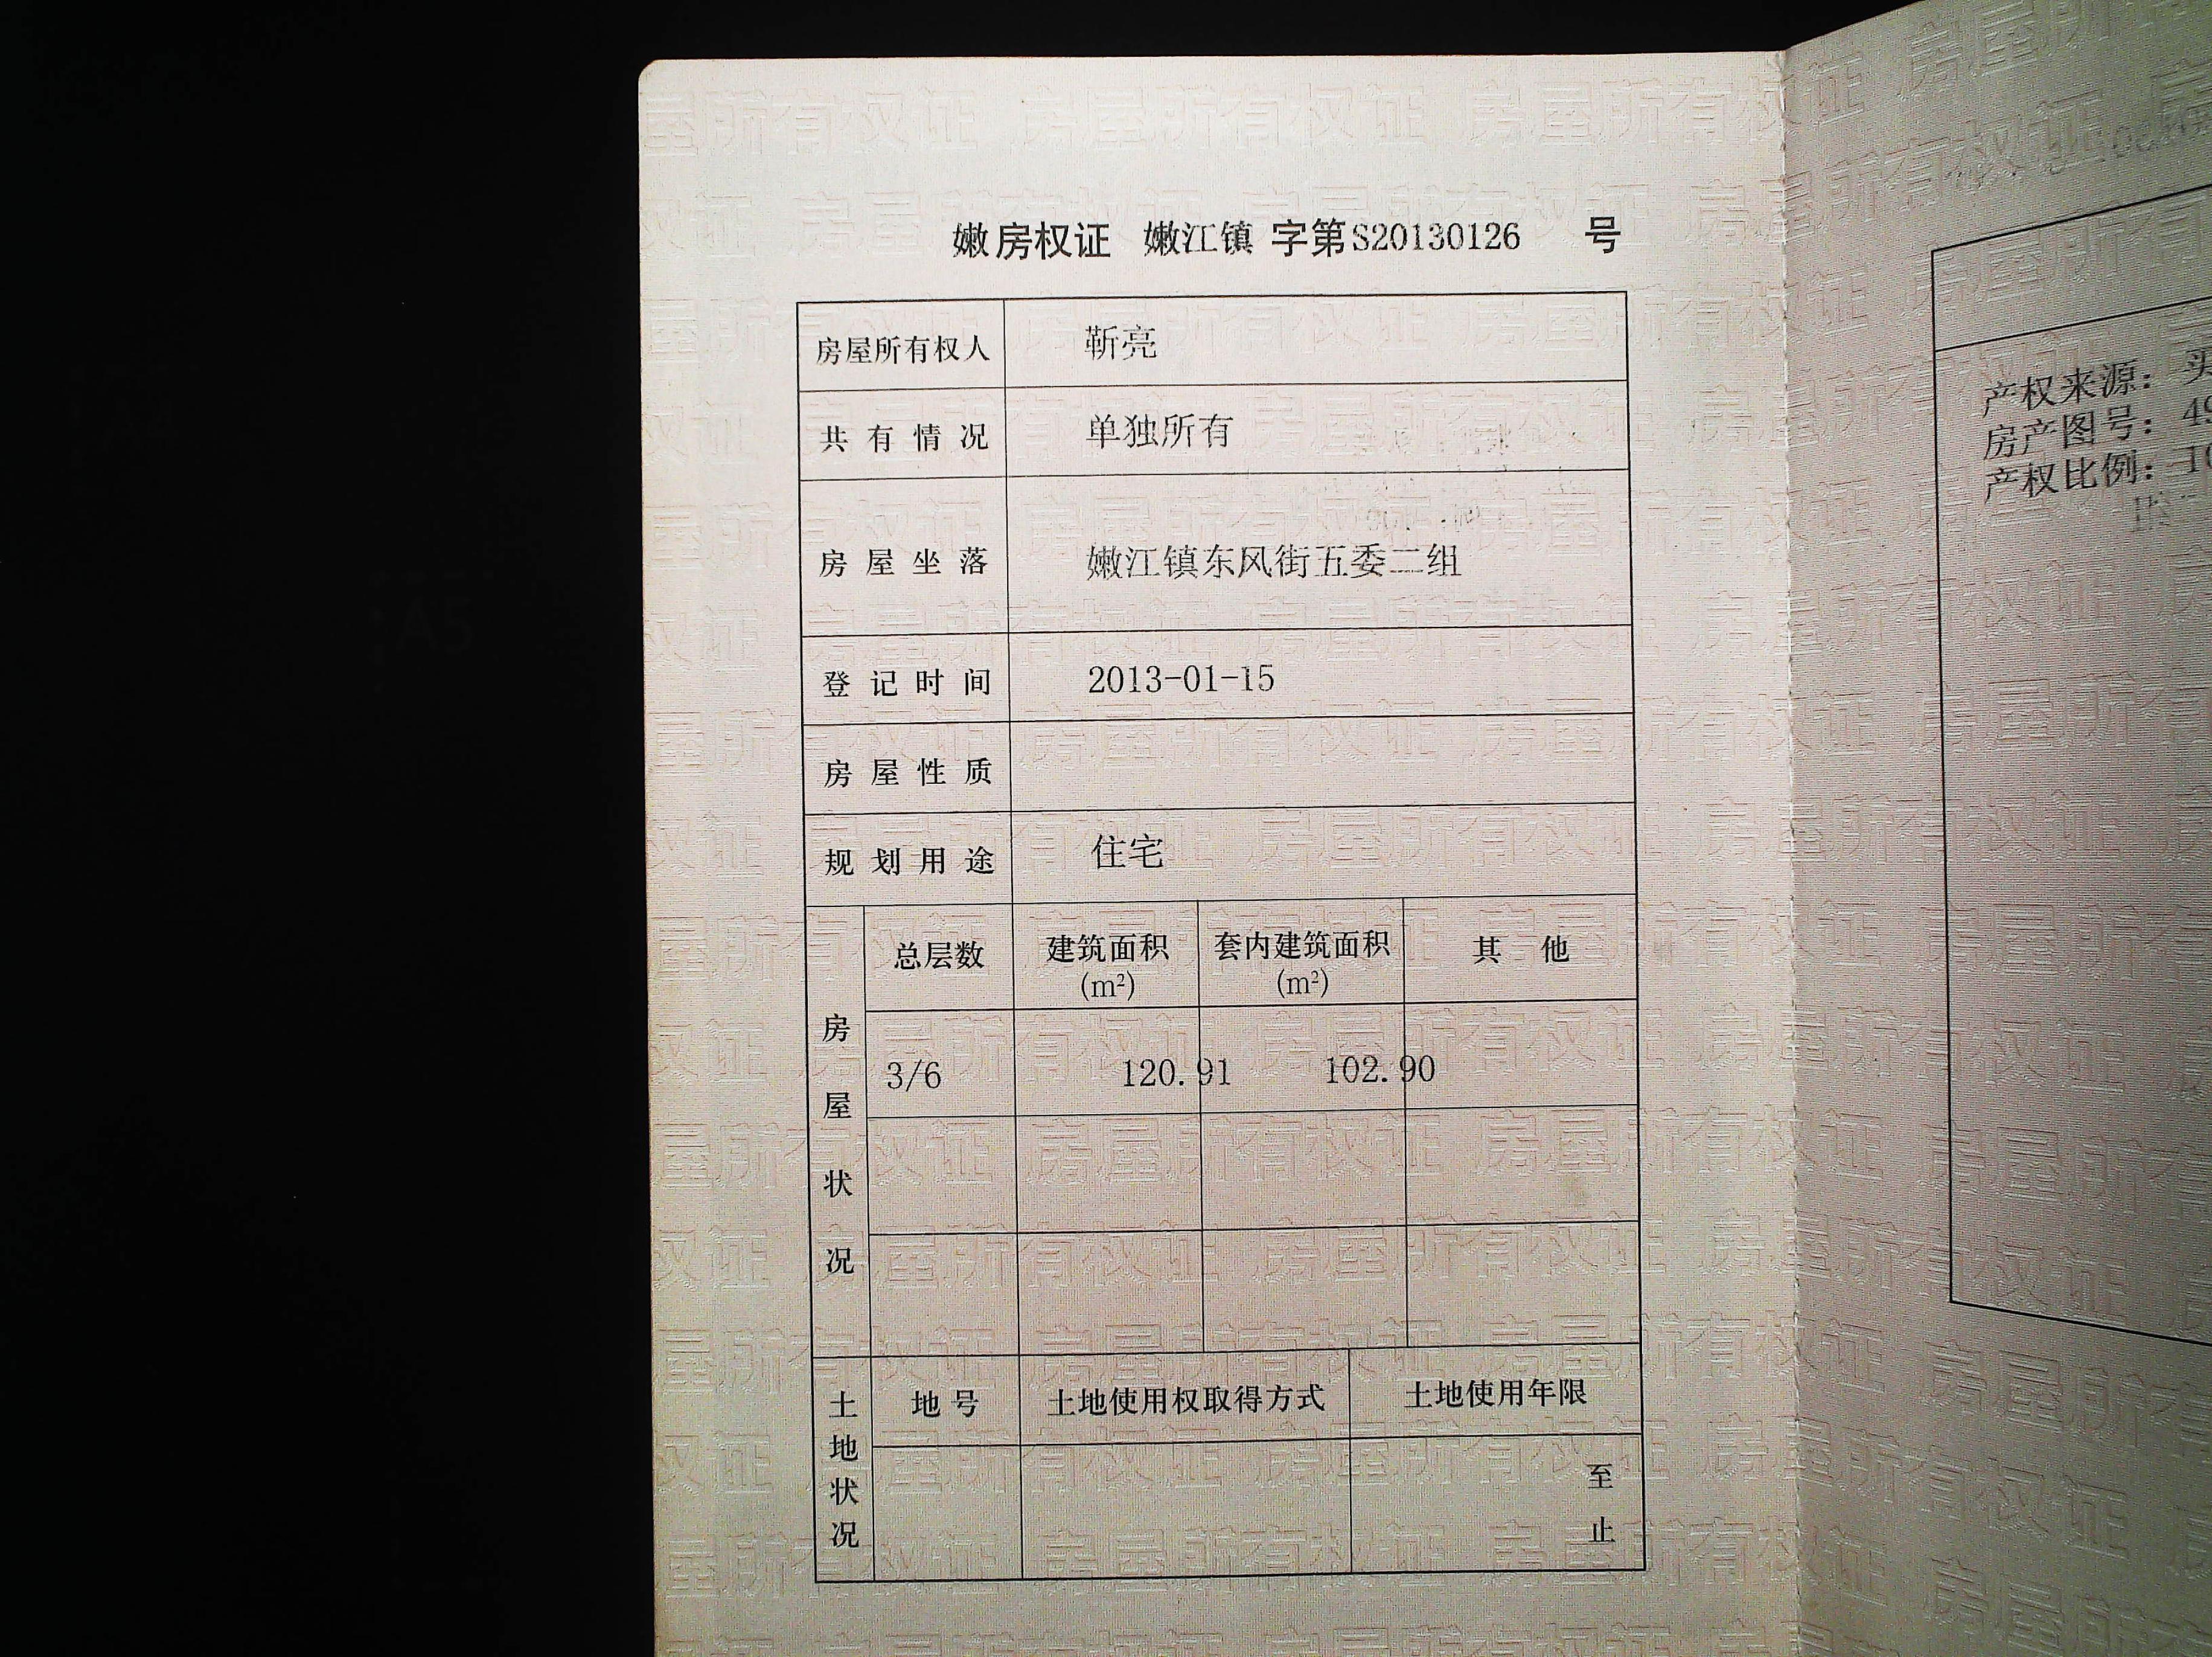 嫩房权证 嫩江镇 字第S20130126 号
房屋所有权人 靳亮
共有情况 单独所有
房屋坐落 嫩江镇东风街五委二组
登记时间 2013-01-15
房屋性质
规划用途 住宅
房屋状况
总层数 建筑面积(m²) 套内建筑面积(m²) 其他
3/6 120.91 102.90
土地状况
地号 土地使用权取得方式 土地使用年限
至
止
产权来源：
房产图号：
产权比例：
房屋所有权证